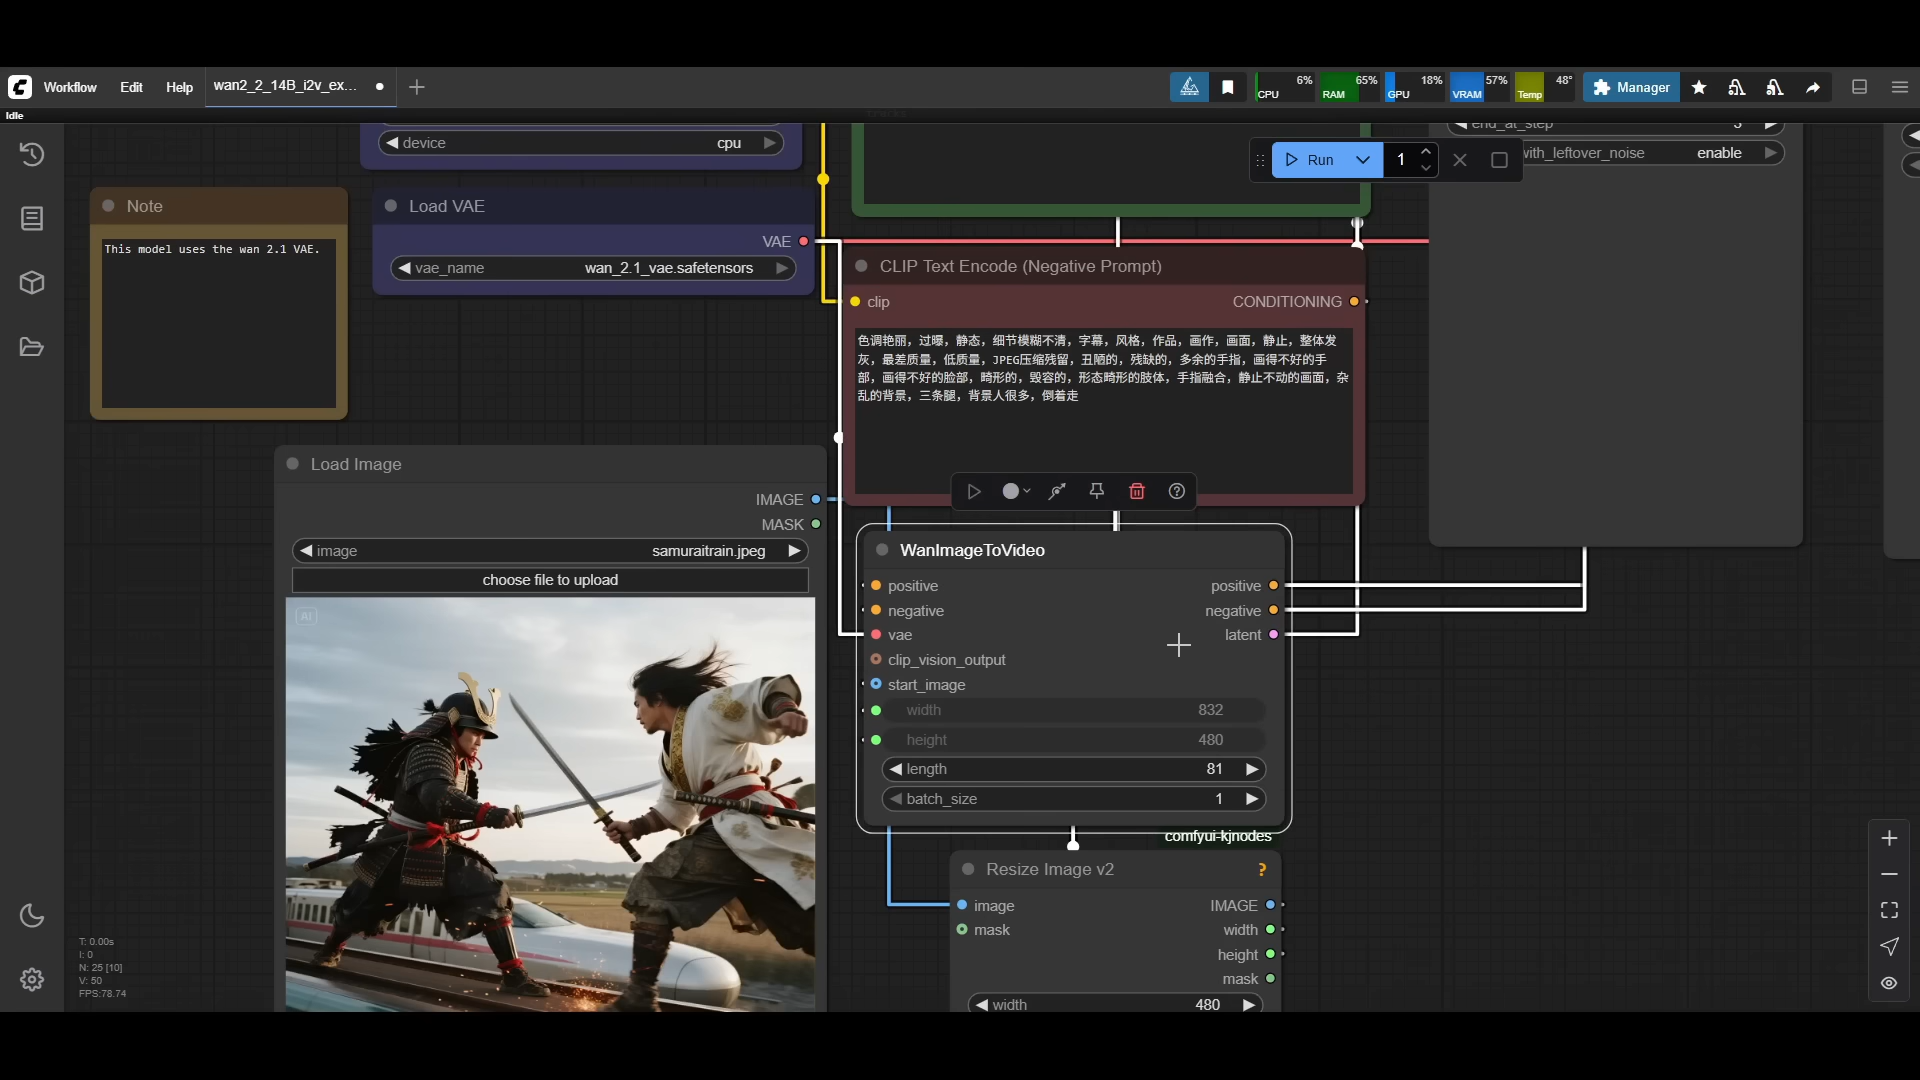 Workflow
Edit
Help
wan2_2_14B_i2v_ex...
CPU 6%
RAM 65%
GPU 18%
VRAM 57%
Temp 48°
Manager
Idle
device cpu
end_at_step 3
with_leftover_noise enable
Run
1
Note
This model uses the wan 2.1 VAE.
Load VAE
VAE
vae_name wan_2.1_vae.safetensors
CLIP Text Encode (Negative Prompt)
clip CONDITIONING
色调艳丽，过曝，静态，细节模糊不清，字幕，风格，作品，画作，画面，静止，整体发
灰，最差质量，低质量，JPEG压缩残留，丑陋的，残缺的，多余的手指，画得不好的手
部，画得不好的脸部，畸形的，毁容的，形态畸形的肢体，手指融合，静止不动的画面，杂
乱的背景，三条腿，背景人很多，倒着走
Load Image
IMAGE
MASK
image samuraitrain.jpeg
choose file to upload
AI
WanImageToVideo
positive positive
negative negative
vae latent
clip_vision_output
start_image
width 832
height 480
length 81
batch_size 1
comfyui-kjnodes
Resize Image v2 ?
image IMAGE
mask width
height
mask
width 480
T: 0.00s
I: 0
N: 25 [10]
V: 50
FPS:78.74